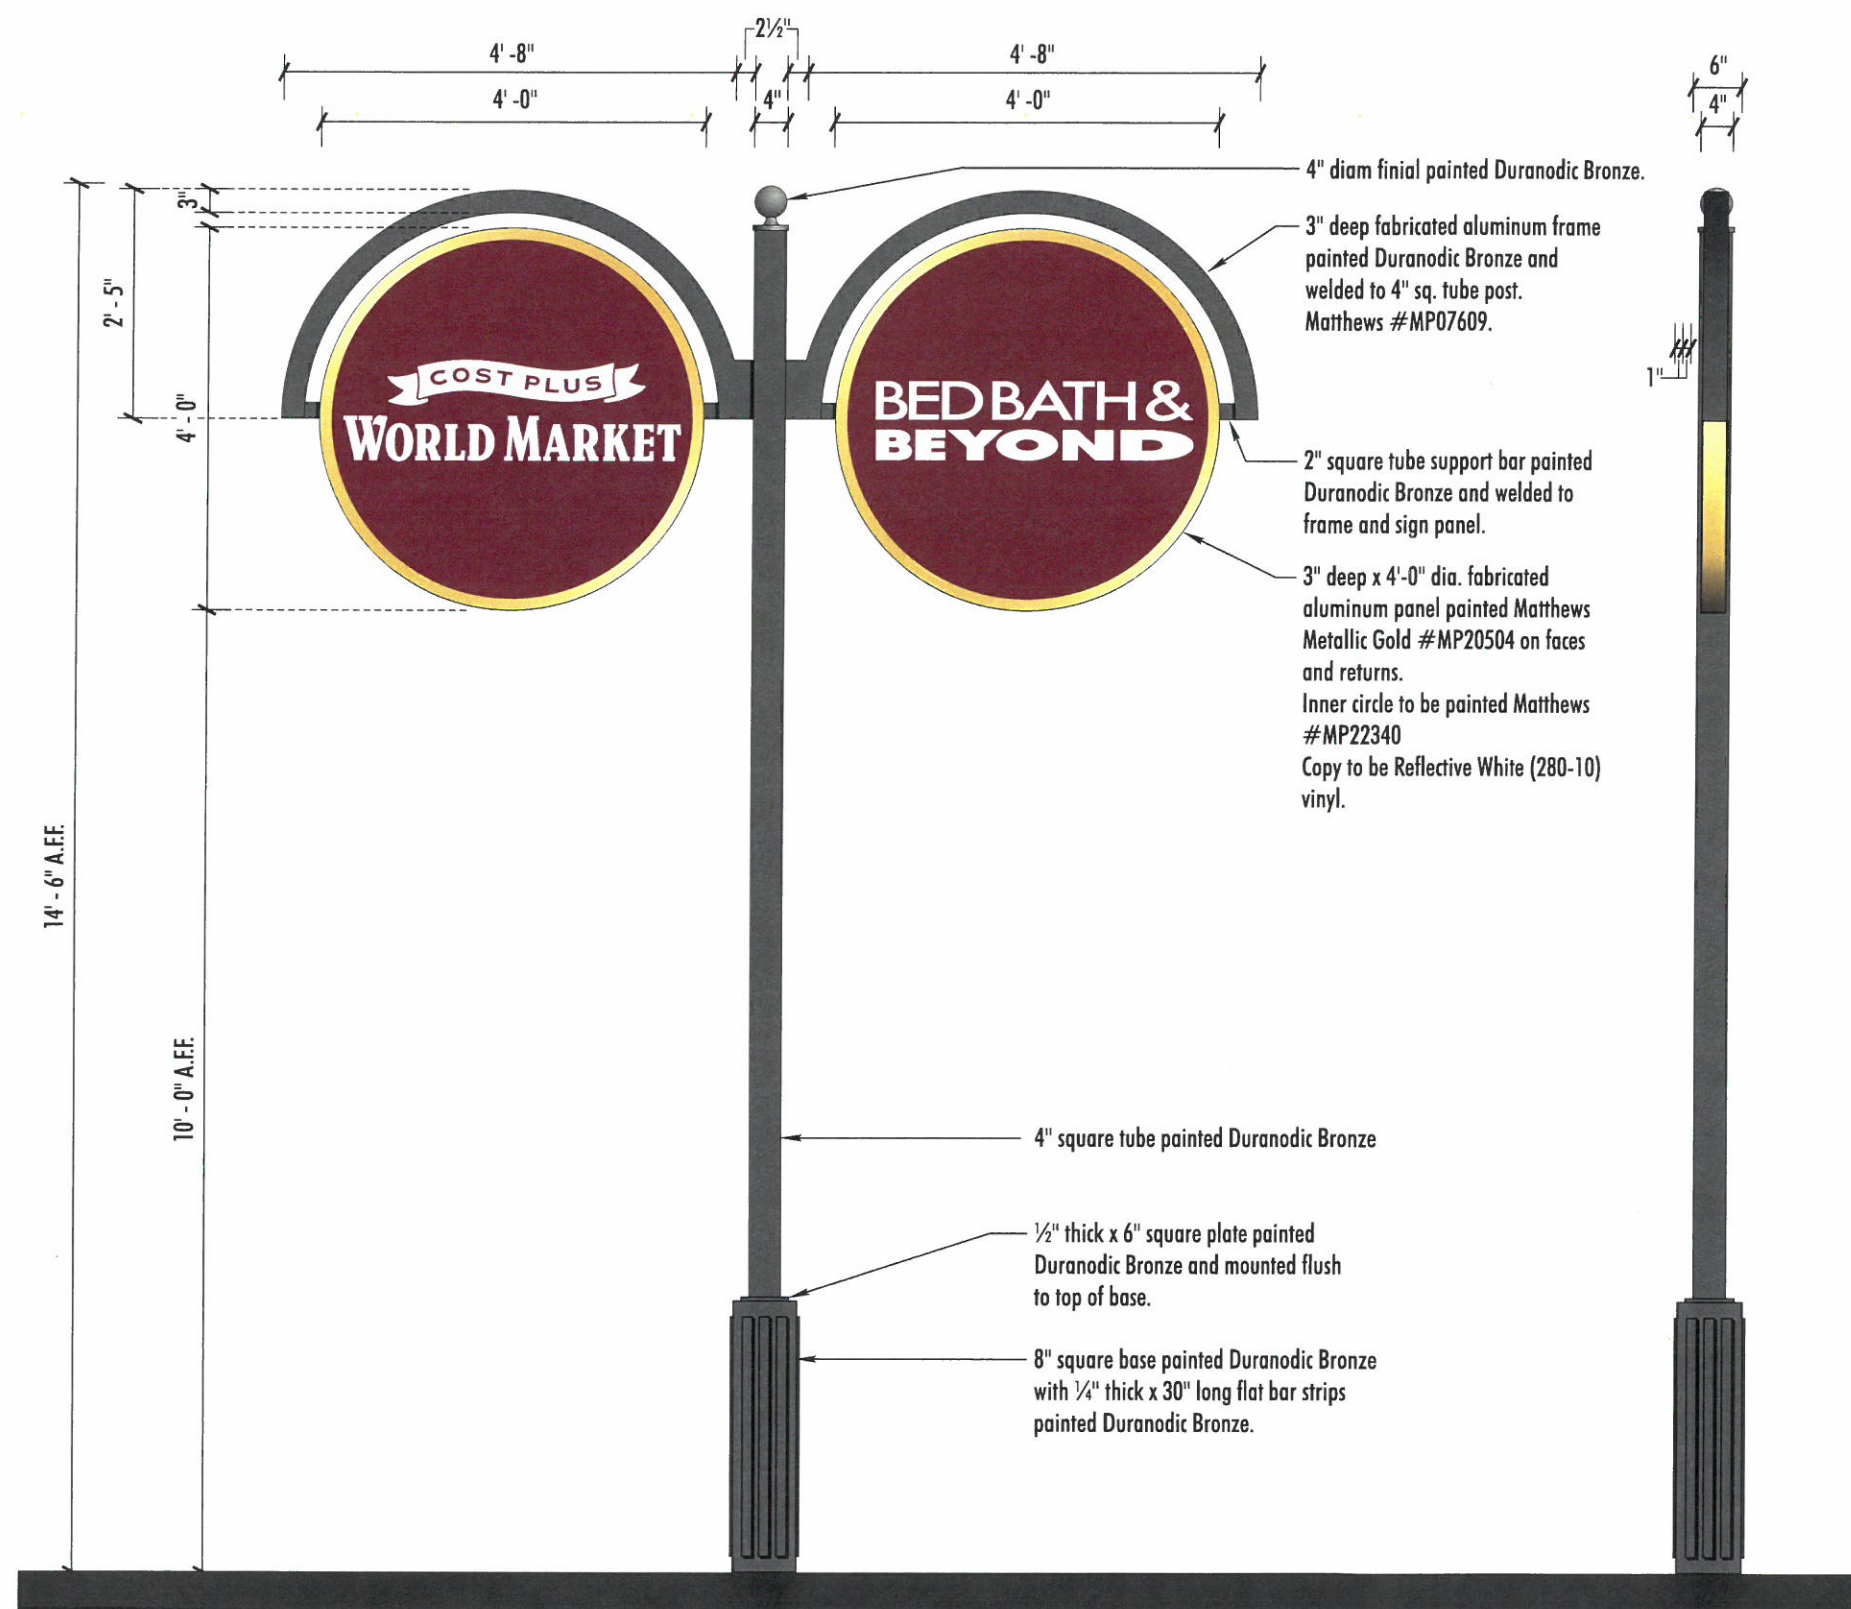 2½"
4' -8"
4' -8"
6"
4' -0"
4"
4' -0"
4"
4" diam finial painted Duranodic Bronze.
3"
3" deep fabricated aluminum frame
painted Duranodic Bronze and
welded to 4" sq. tube post.
Matthews #MP07609.
2' - 5"
1"
COST PLUS
WORLD MARKET
BED BATH &
BEYOND
4' - 0"
2" square tube support bar painted
Duranodic Bronze and welded to
frame and sign panel.
3" deep x 4'-0" dia. fabricated
aluminum panel painted Matthews
Metallic Gold #MP20504 on faces
and returns.
Inner circle to be painted Matthews
#MP22340
Copy to be Reflective White (280-10)
vinyl.
14' - 6" A.F.F.
10' - 0" A.F.F.
4" square tube painted Duranodic Bronze
½" thick x 6" square plate painted
Duranodic Bronze and mounted flush
to top of base.
8" square base painted Duranodic Bronze
with ¼" thick x 30" long flat bar strips
painted Duranodic Bronze.